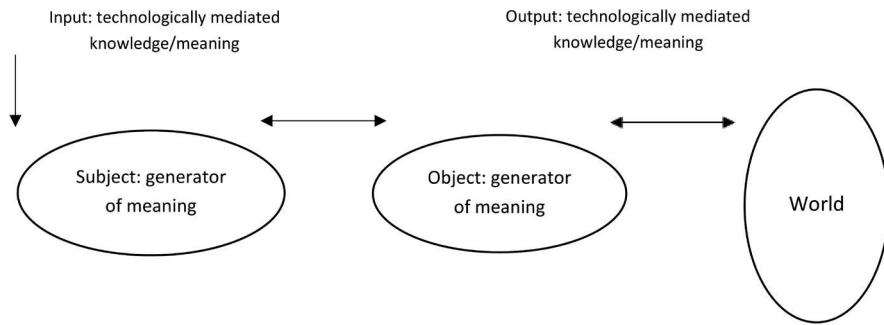 Input: technologically mediated
knowledge/meaning
Output: technologically mediated
knowledge/meaning
Subject: generator
of meaning
Object: generator
of meaning
World